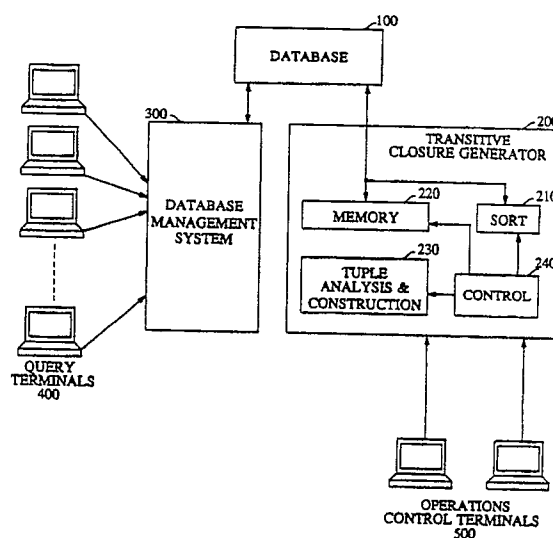 100
DATABASE
300
DATABASE
MANAGEMENT
SYSTEM
QUERY
TERMINALS
400
200
TRANSITIVE
CLOSURE GENERATOR
220
MEMORY
210
SORT
230
TUPLE
ANALYSIS &
CONSTRUCTION
240
CONTROL
OPERATIONS
CONTROL TERMINALS
500